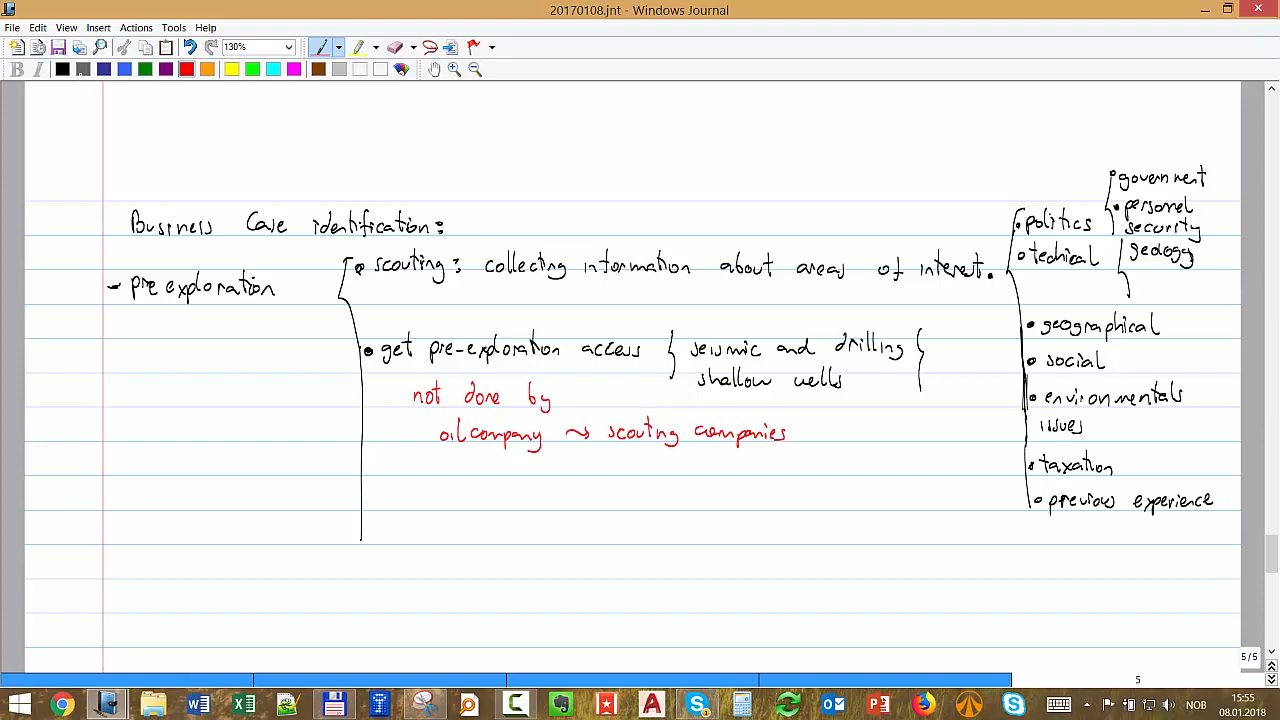 20170108.jnt - Windows Journal
File Edit View Insert Actions Tools Help
130%
Business Case identification:
- pre exploration
• scouting: collecting information about areas of interest.
• get pre-exploration access
seismic and drilling
shallow wells
not done by
oil company ~> scouting companies
• politics
• government
• personel
security
• techical
geology
• geographical
• social
• environmentals
issues
• taxation
• previous experience
5/5
5
NOB
15:55
08.01.2018